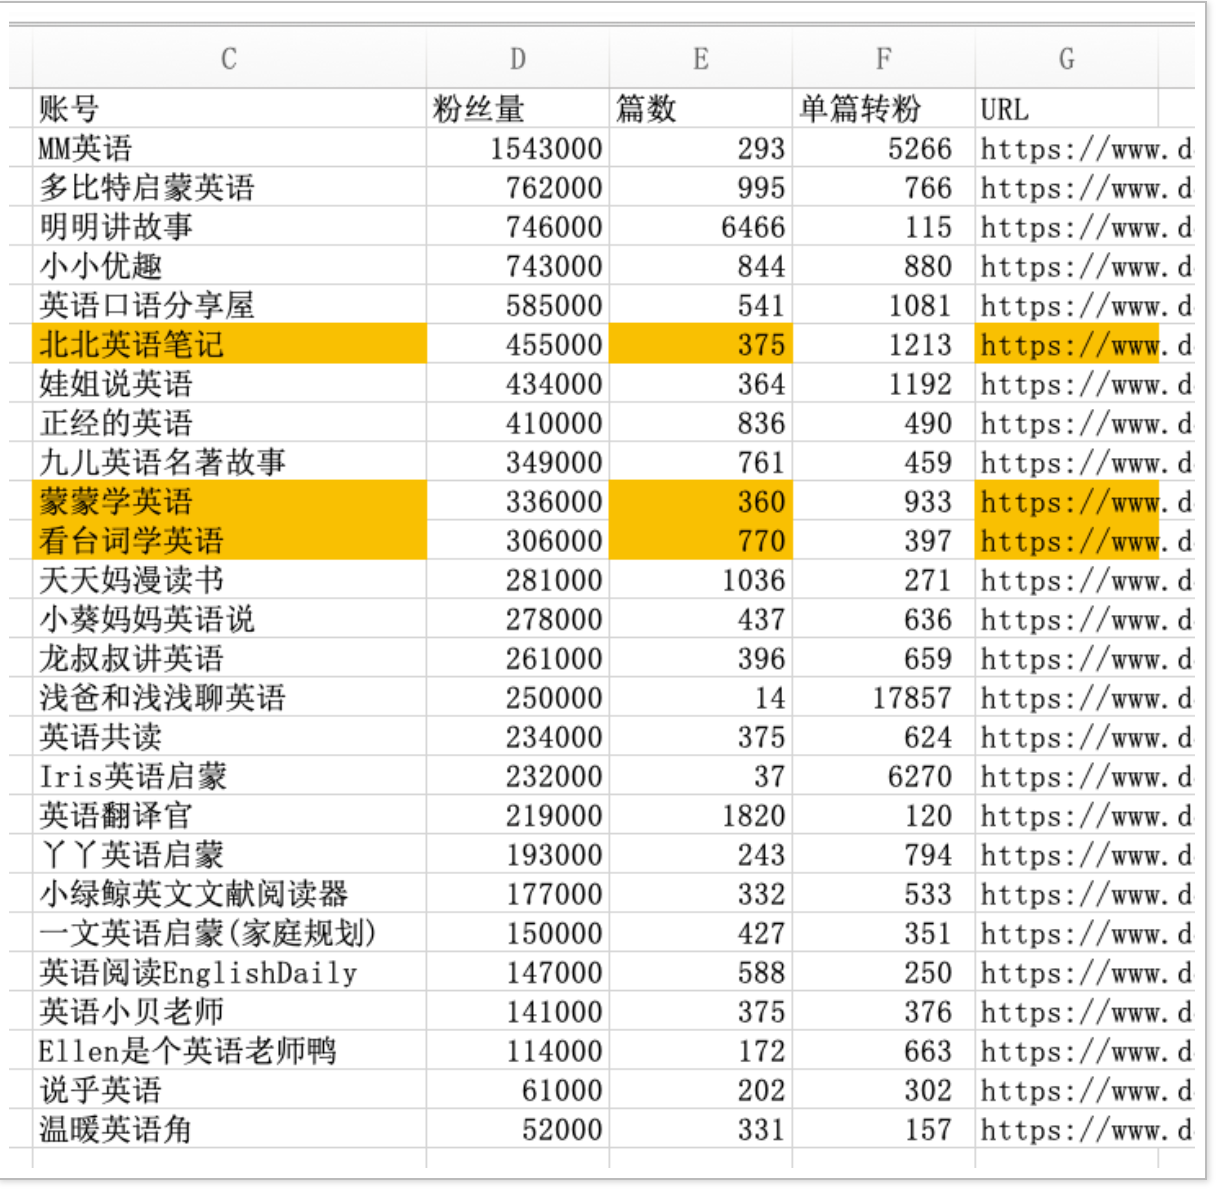 C D E F G
账号 粉丝量 篇数 单篇转粉 URL
MM英语 1543000 293 5266 https://www.d
多比特启蒙英语 762000 995 766 https://www.d
明明讲故事 746000 6466 115 https://www.d
小小优趣 743000 844 880 https://www.d
英语口语分享屋 585000 541 1081 https://www.d
北北英语笔记 455000 375 1213 https://www.d
娃姐说英语 434000 364 1192 https://www.d
正经的英语 410000 836 490 https://www.d
九儿英语名著故事 349000 761 459 https://www.d
蒙蒙学英语 336000 360 933 https://www.d
看台词学英语 306000 770 397 https://www.d
天天妈漫读书 281000 1036 271 https://www.d
小葵妈妈英语说 278000 437 636 https://www.d
龙叔叔讲英语 261000 396 659 https://www.d
浅爸和浅浅聊英语 250000 14 17857 https://www.d
英语共读 234000 375 624 https://www.d
Iris英语启蒙 232000 37 6270 https://www.d
英语翻译官 219000 1820 120 https://www.d
丫丫英语启蒙 193000 243 794 https://www.d
小绿鲸英文文献阅读器 177000 332 533 https://www.d
一文英语启蒙(家庭规划) 150000 427 351 https://www.d
英语阅读EnglishDaily 147000 588 250 https://www.d
英语小贝老师 141000 375 376 https://www.d
Ellen是个英语老师鸭 114000 172 663 https://www.d
说乎英语 61000 202 302 https://www.d
温暖英语角 52000 331 157 https://www.d